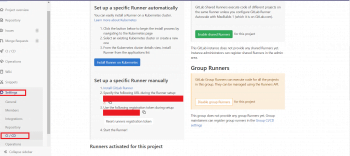 Set up a specific Runner automatically
You can easily install a Runner on a Kubernetes cluster.
Learn more about Kubernetes
1. Click the button below to begin the install process by
navigating to the Kubernetes page
2. Select an existing Kubernetes cluster or create a new
one
3. From the Kubernetes cluster details view, install
Runner from the applications list
Install Runner on Kubernetes
Set up a specific Runner manually
1. Install GitLab Runner
2. Specify the following URL during the Runner setup:
3. Use the following registration token during setup:
Reset runners registration token
4. Start the Runner!
Runners activated for this project
GitLab Shared Runners execute code of different projects on
the same Runner unless you configure GitLab Runner
Autoscale with MaxBuilds 1 (which it is on GitLab.com).
Enable shared Runners
for this project
This GitLab instance does not provide any shared Runners yet.
Instance administrators can register shared Runners in the admin
area.
Group Runners
GitLab Group Runners can execute code for all the projects
in this group. They can be managed using the Runners API.
Disable group Runners
for this project
This group does not provide any group Runners yet. Group
maintainers can register group runners in the Group CI/CD
settings
Issues
CI / CD
Operations
Wiki
Snippets
Settings
General
Members
Integrations
Repository
CI / CD
Operations
Collapse sidebar